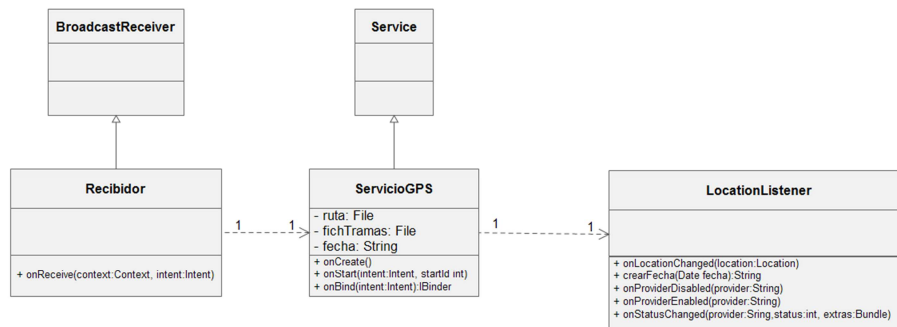 BroadcastReceiver
Service
Recibidor
+ onReceive(context:Context, intent:Intent)
1
1
ServicioGPS
- ruta: File
- fichTramas: File
- fecha: String
+ onCreate()
+ onStart(intent:Intent, startId int)
+ onBind(intent:Intent):IBinder
1
1
LocationListener
+ onLocationChanged(location:Location)
+ crearFecha(Date fecha):String
+ onProviderDisabled(provider:String)
+ onProviderEnabled(provider:String)
+ onStatusChanged(provider:Sring,status:int, extras:Bundle)